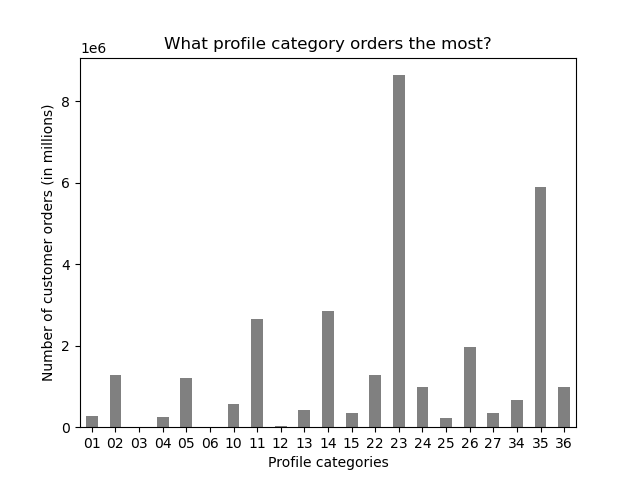 What profile category orders the most?
1e6
8
6
4
2
0
Number of customer orders (in millions)
01 02 03 04 05 06 10 11 12 13 14 15 22 23 24 25 26 27 34 35 36
Profile categories